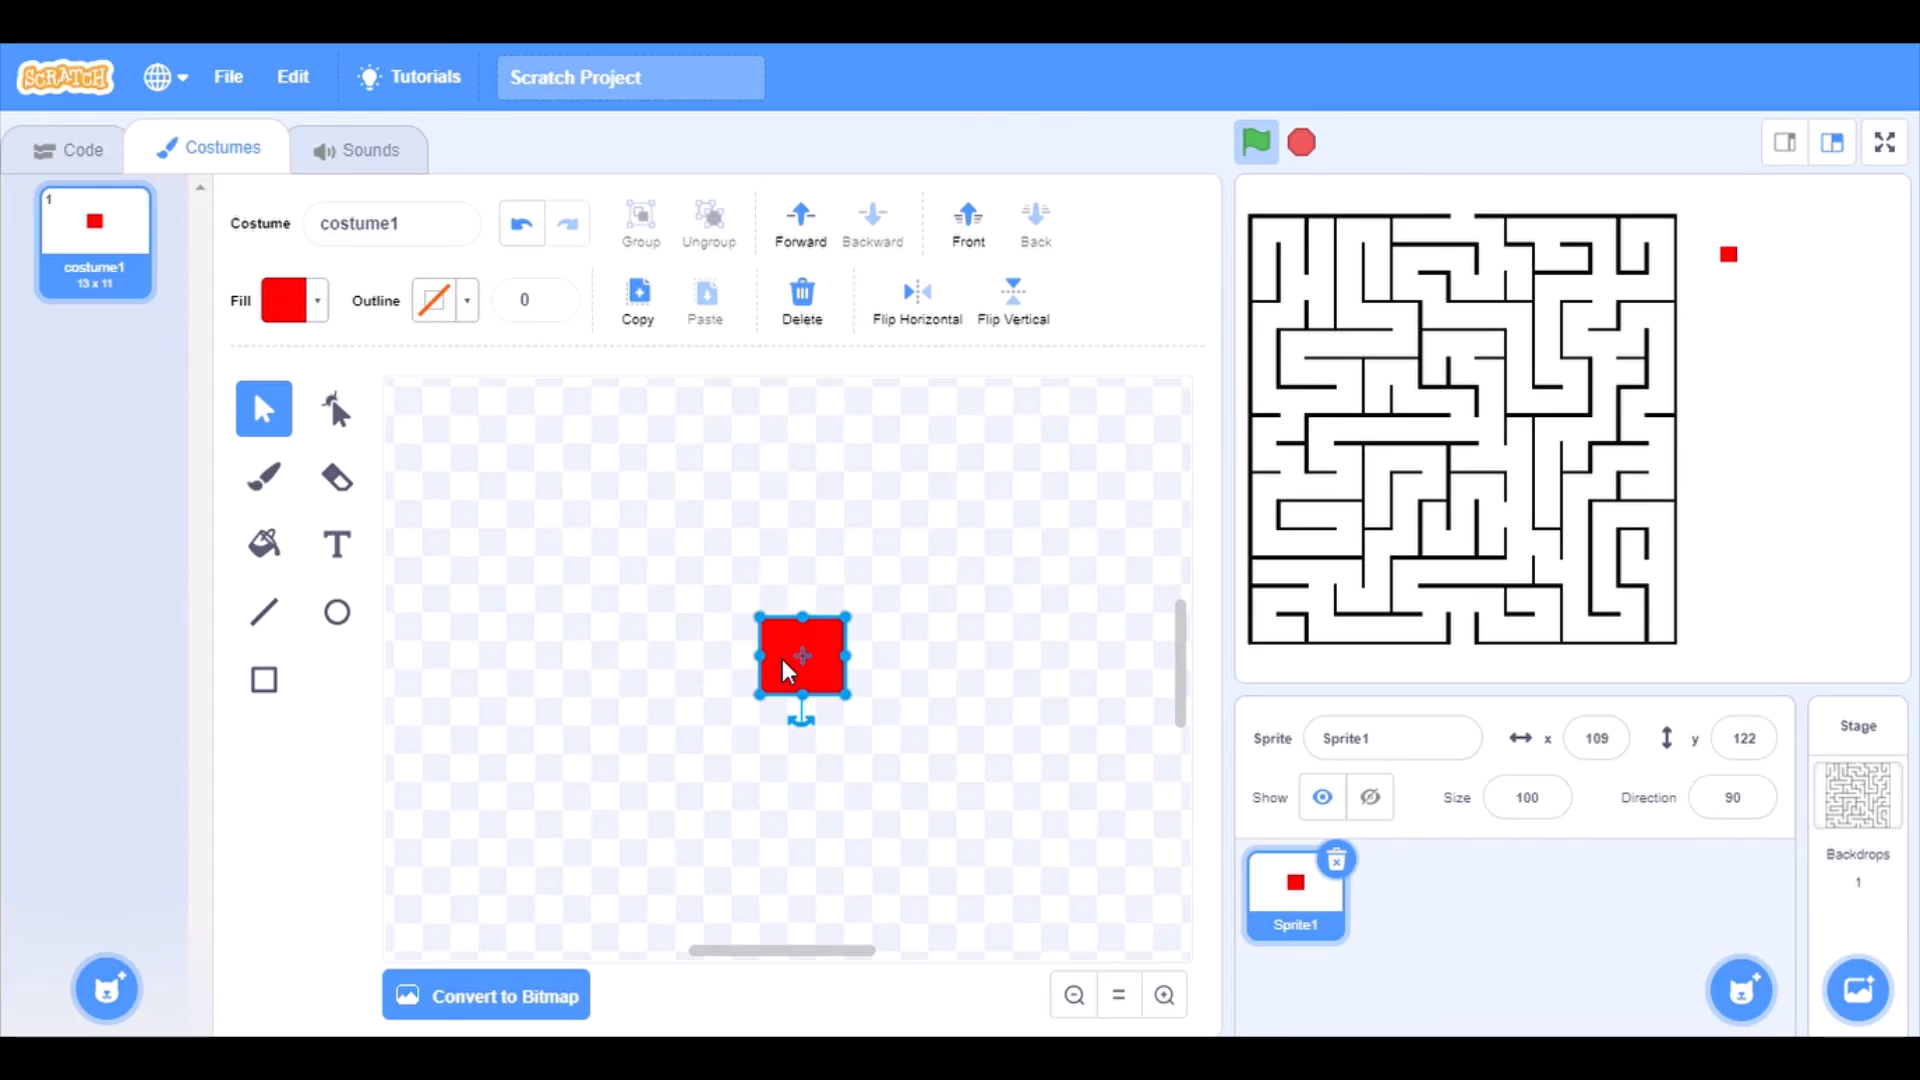 SCRATCH File Edit Tutorials Scratch Project
Code Costumes Sounds
1
costume1
13 x 11
Costume costume1 Group Ungroup Forward Backward Front Back
Fill Outline 0 Copy Paste Delete Flip Horizontal Flip Vertical
T
Convert to Bitmap
Sprite Sprite1 x 109 y 122
Show Size 100 Direction 90
Sprite1
Stage
Backdrops
1